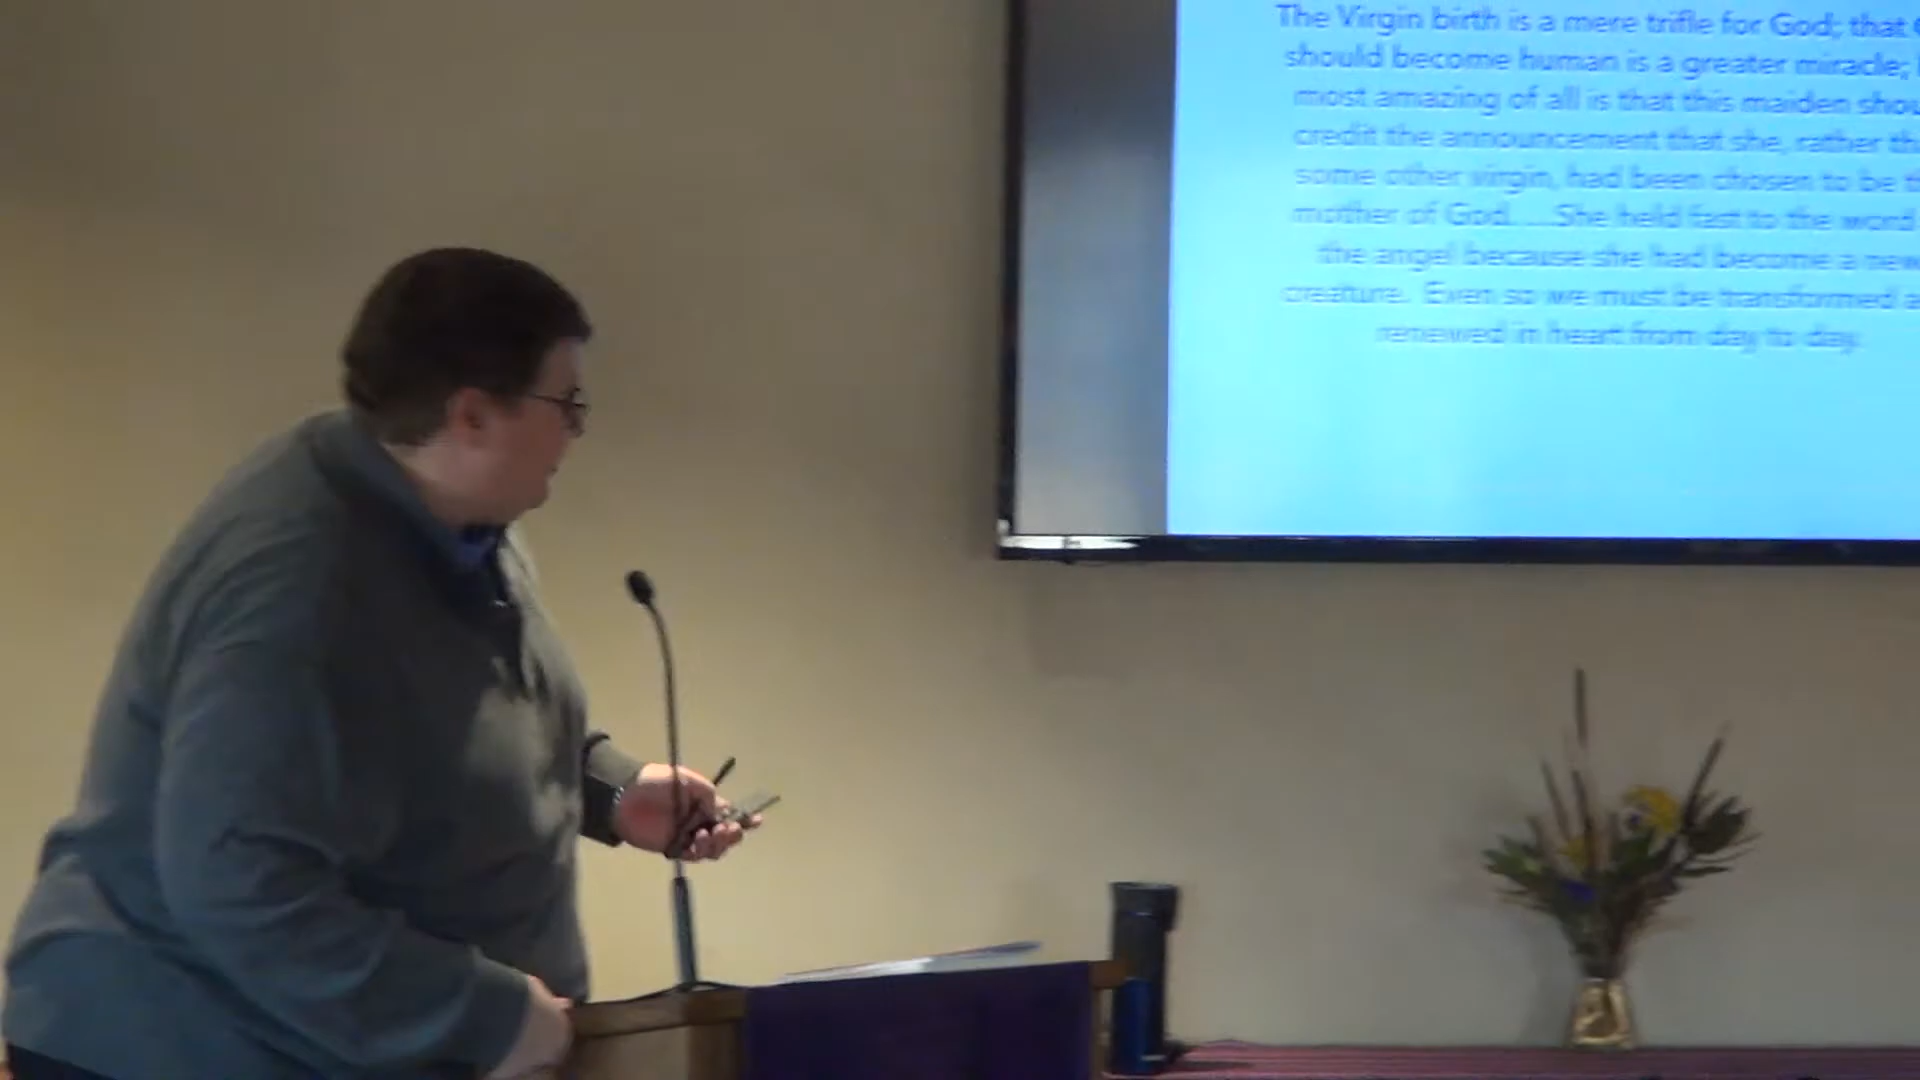 The Virgin birth is a mere trifle for God; that
should become human is a greater miracle;
most amazing of all is that this maiden
credit the announcement that she, rather
some other virgin, had been chosen to be
mother of God.....She held fast to the word
the angel because she had become a new
creature. Even so we must be transformed
renewed in heart from day to day.